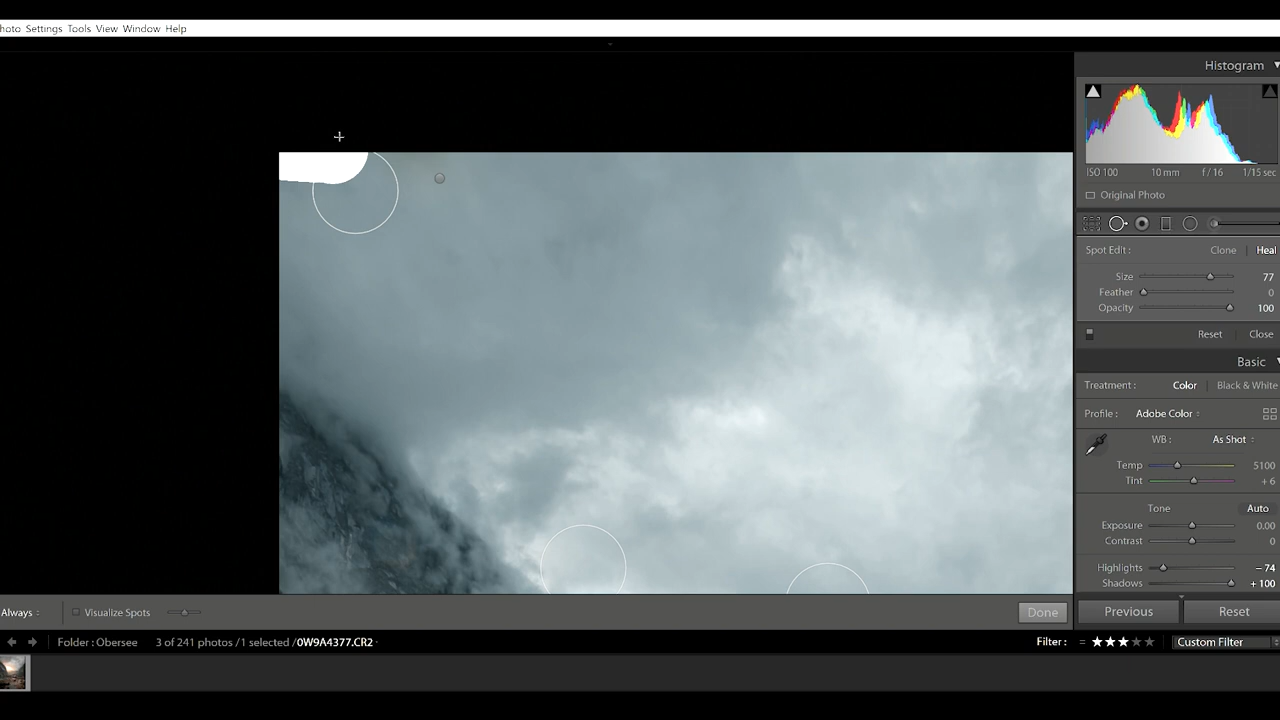 hoto Settings Tools View Window Help
Histogram
ISO 100 10 mm f / 16 1/15 sec
Original Photo
Spot Edit : Clone | Heal
Size 77
Feather 0
Opacity 100
Reset Close
Basic
Treatment : Color Black & White
Profile : Adobe Color
WB : As Shot
Temp 5100
Tint + 6
Tone Auto
Exposure 0.00
Contrast 0
Highlights − 74
Shadows + 100
Always : Visualize Spots Done Previous Reset
Folder : Obersee 3 of 241 photos / 1 selected / 0W9A4377.CR2 Filter : = ★★★★★ Custom Filter